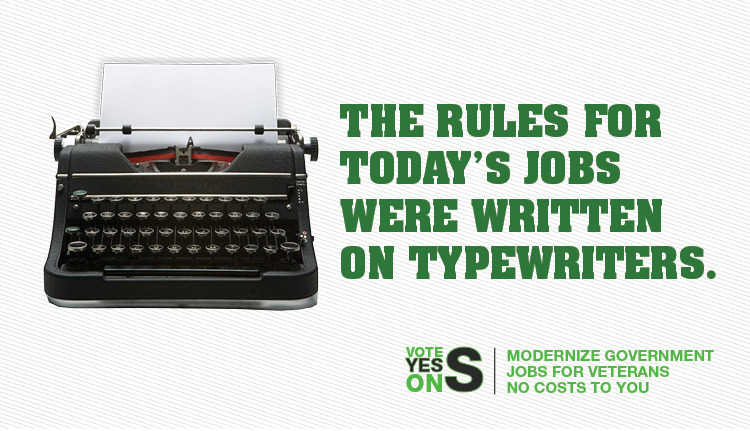 THE RULES FOR
TODAY'S JOBS
WERE WRITTEN
ON TYPEWRITERS.
VOTE
YES
ON S
MODERNIZE GOVERNMENT
JOBS FOR VETERANS
NO COSTS TO YOU